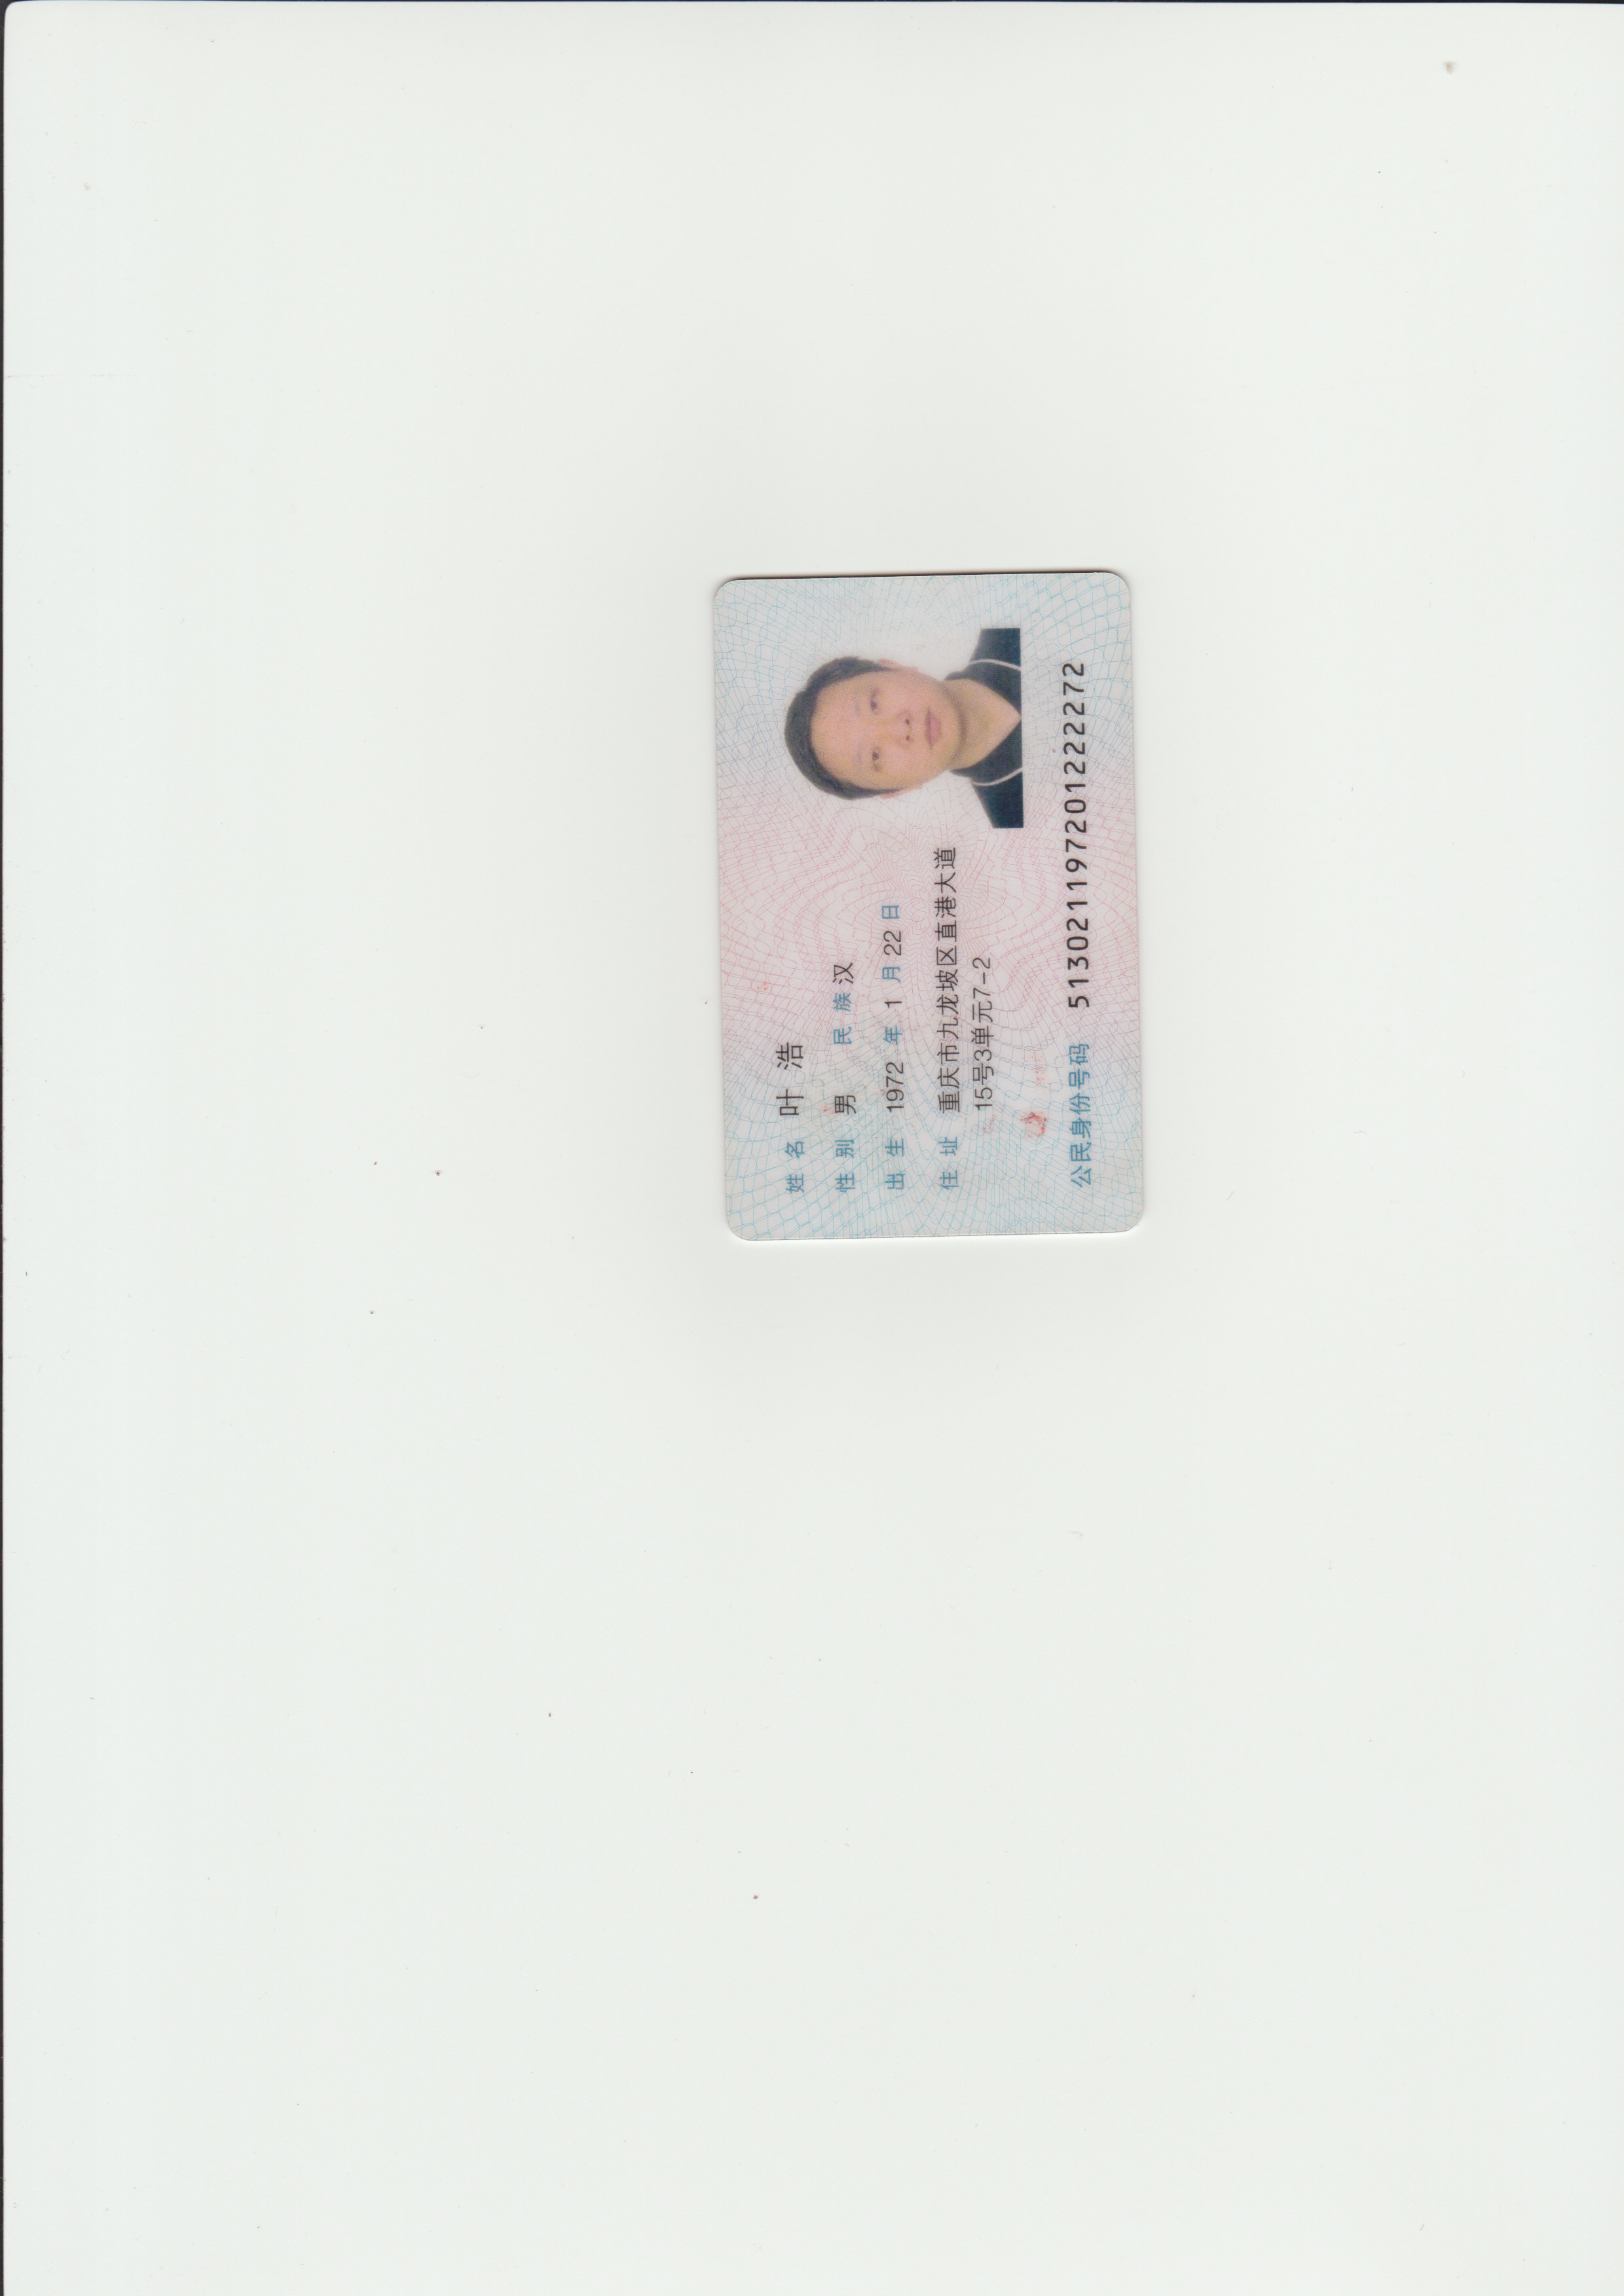 姓名 叶浩
性别 男 民族 汉
出生 1972 年 1 月 22 日
住址 重庆市九龙坡区直港大道
15号3单元7-2
公民身份号码 513021197201222272